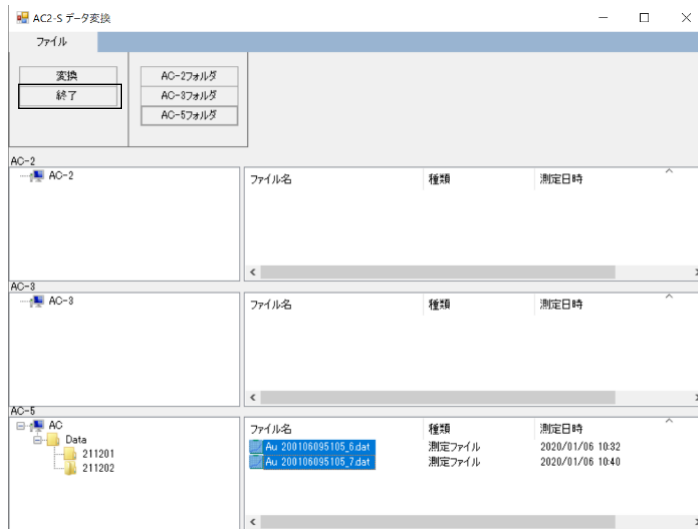 AC2-S データ変換
ファイル
変換
終了
AC-2フォルダ
AC-3フォルダ
AC-5フォルダ
AC-2
AC-2
ファイル名 種類 測定日時
AC-3
AC-3
ファイル名 種類 測定日時
AC-5
AC
Data
211201
211202
ファイル名 種類 測定日時
Au 200106095105_6.dat 測定ファイル 2020/01/06 10:32
Au 200106095105_7.dat 測定ファイル 2020/01/06 10:40